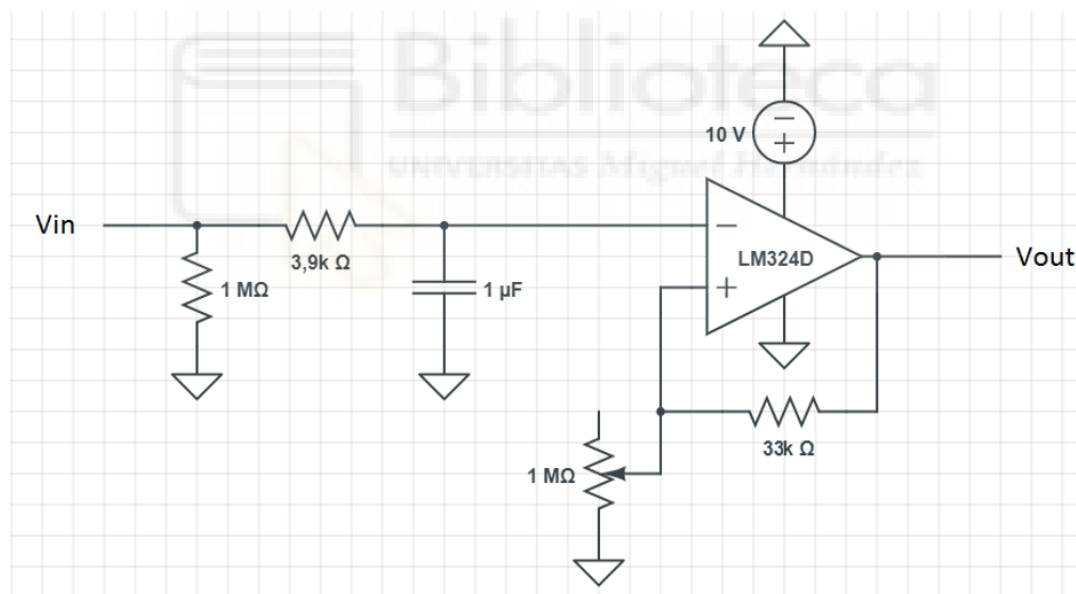 Biblioteca
UNIVERSITAS Miguel Hernández
10 V
Vin
3,9k Ω
LM324D
Vout
1 MΩ
1 µF
33k Ω
1 MΩ